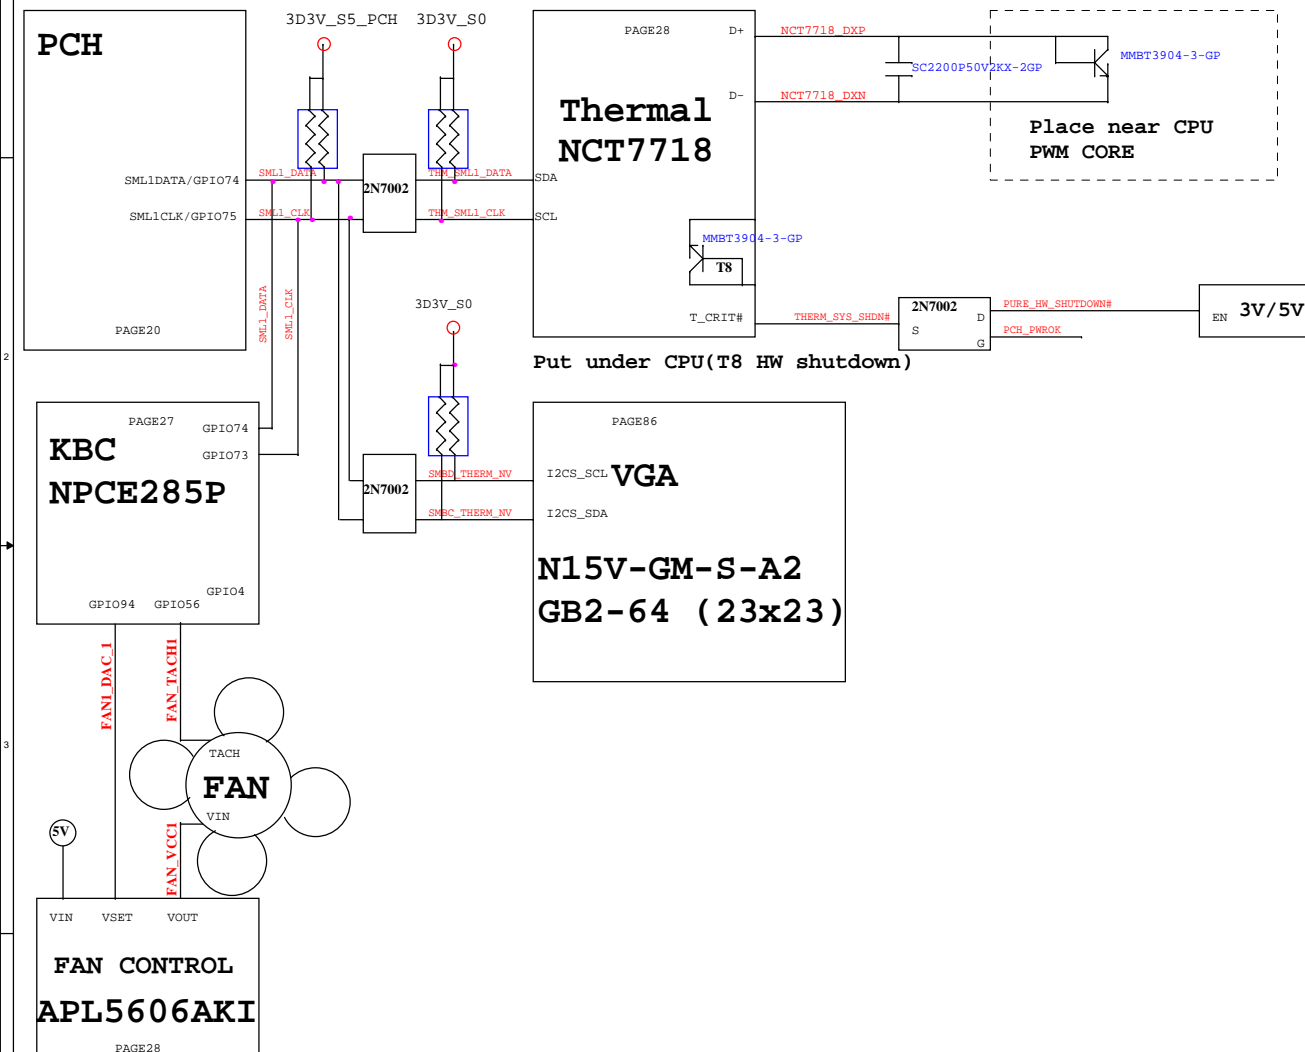 3D3V_S5_PCH 3D3V_S0
PCH
PAGE28
D+
NCT7718_DXP
MMBT3904-3-GP
SC2200P50V2KX-2GP
Thermal
NCT7718
D-
NCT7718_DXN
Place near CPU
PWM CORE
SML1DATA/GPIO74
SML1_DATA
2N7002
THM_SML1_DATA
SDA
SML1CLK/GPIO75
SML1_CLK
THM_SML1_CLK
SCL
MMBT3904-3-GP
T8
SML1_DATA
SML1_CLK
3D3V_S0
PAGE20
T_CRIT#
THERM_SYS_SHDN#
2N7002
D
S
G
PURE_HW_SHUTDOWN#
PCH_PWROK
EN 3V/5V
2
Put under CPU(T8 HW shutdown)
PAGE27
GPIO74
KBC
GPIO73
NPCE285P
PAGE86
SMBD_THERM_NV
I2CS_SCL
VGA
2N7002
SMBC_THERM_NV
I2CS_SDA
N15V-GM-S-A2
GB2-64 (23x23)
GPIO4
GPIO94 GPIO56
FAN1_DAC_1
FAN_TACH1
3
TACH
FAN
VIN
5V
FAN_VCC1
VIN VSET VOUT
FAN CONTROL
APL5606AKI
PAGE28